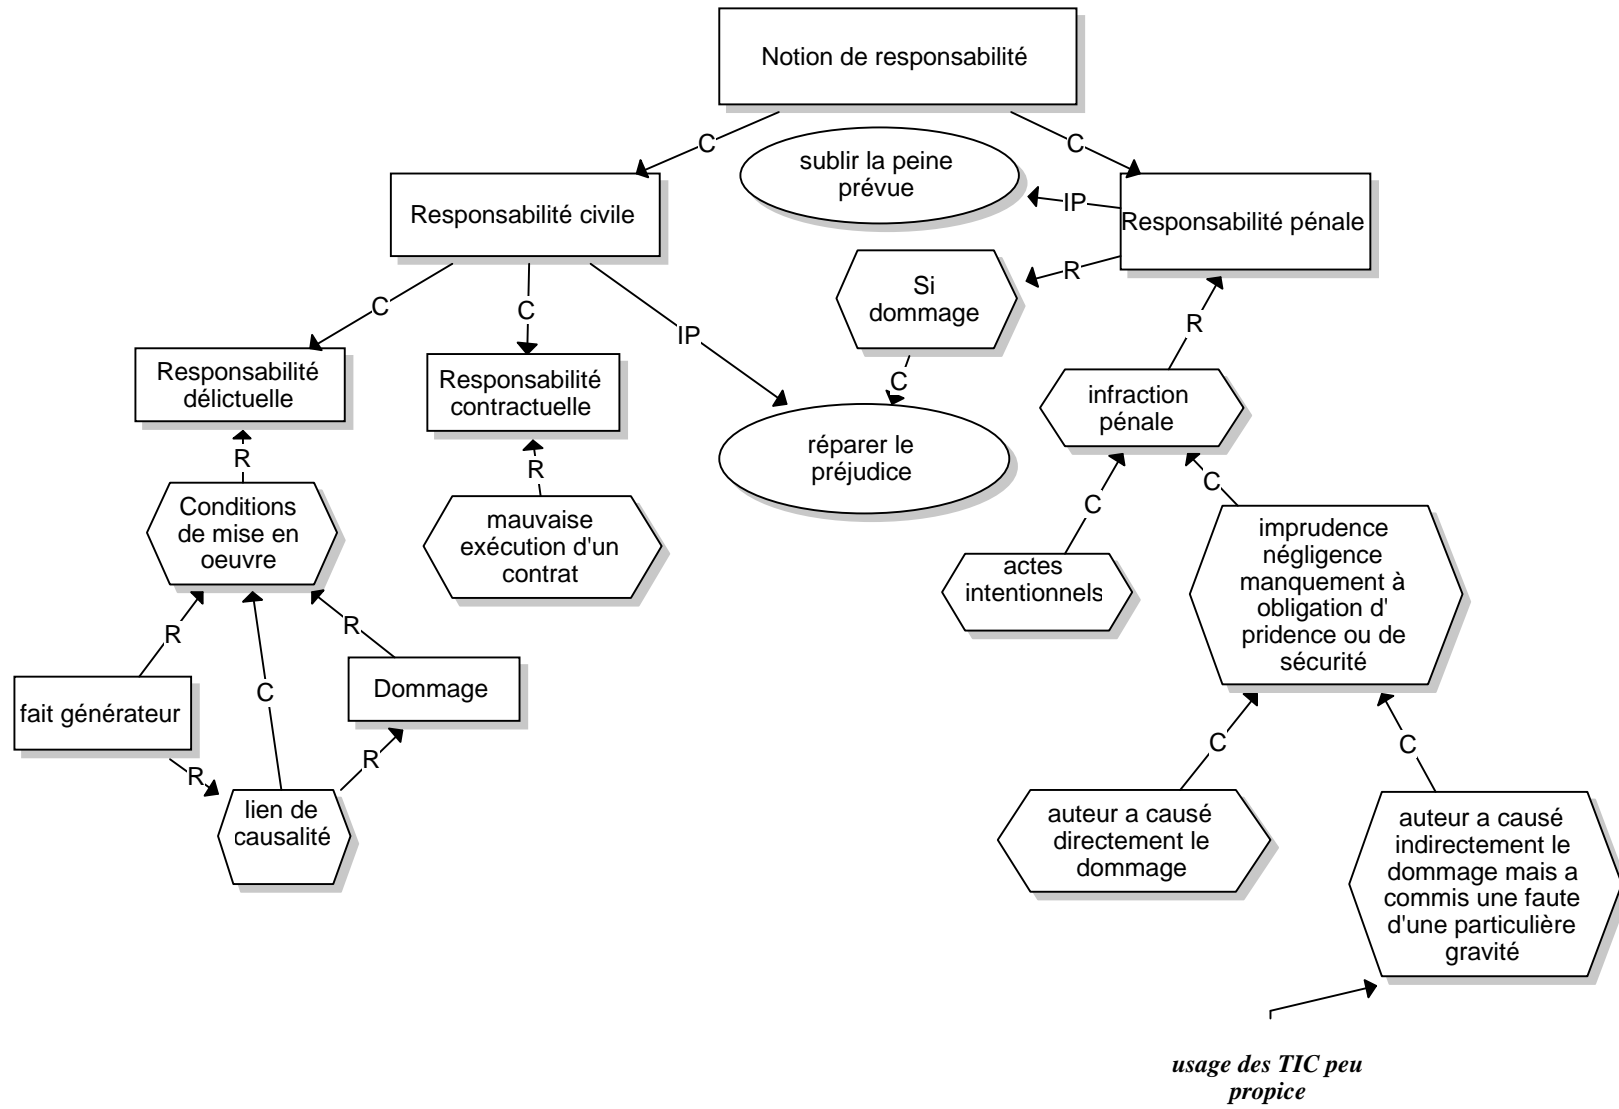 Notion de responsabilité
C
C
sublir la peine
prévue
IP
Responsabilité civile
Responsabilité pénale
R
Si
dommage
C
C
IP
R
Responsabilité
délictuelle
Responsabilité
contractuelle
C
infraction
pénale
réparer le
préjudice
R
R
C
C
Conditions
de mise en
oeuvre
mauvaise
exécution d'un
contrat
imprudence
négligence
manquement à
obligation d'
pridence ou de
sécurité
actes
intentionnels
R
R
C
fait générateur
Dommage
R
R
C
C
lien de
causalité
auteur a causé
directement le
dommage
auteur a causé
indirectement le
dommage mais a
commis une faute
d'une particulière
gravité
usage des TIC peu
propice